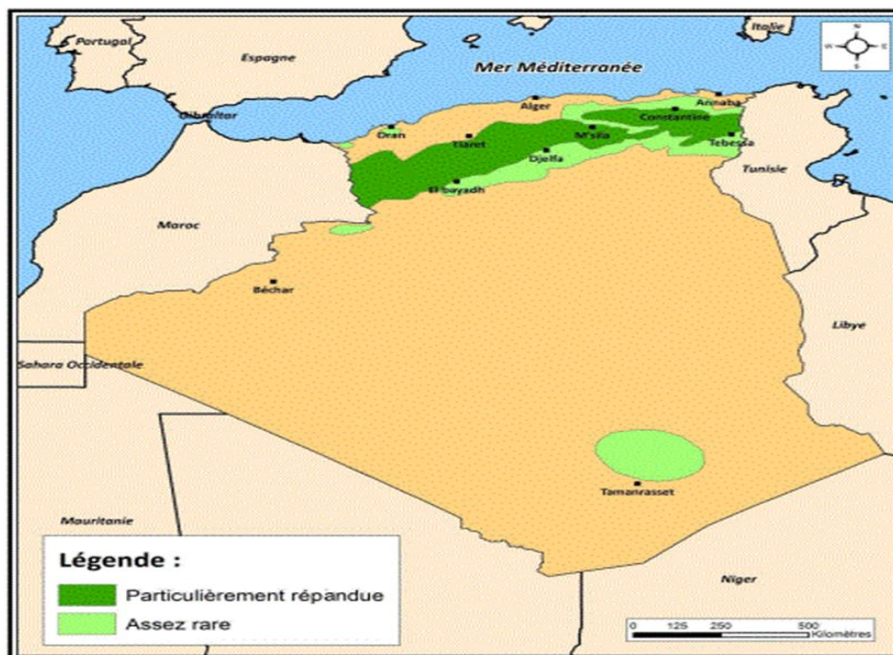 Portugal
Espagne
Italie
N
W E
S
Mer Méditerranée
Gibraltar
Alger
Annaba
Oran
Constantine
Tiaret
M'sila
Tebessa
Djelfa
El bayadh
Tunisie
Maroc
Béchar
Libye
Sahara Occidentale
Tamanrasset
Mauritanie
Niger
Légende :
Particulièrement répandue
Assez rare
0 125 250 500
Kilomètres